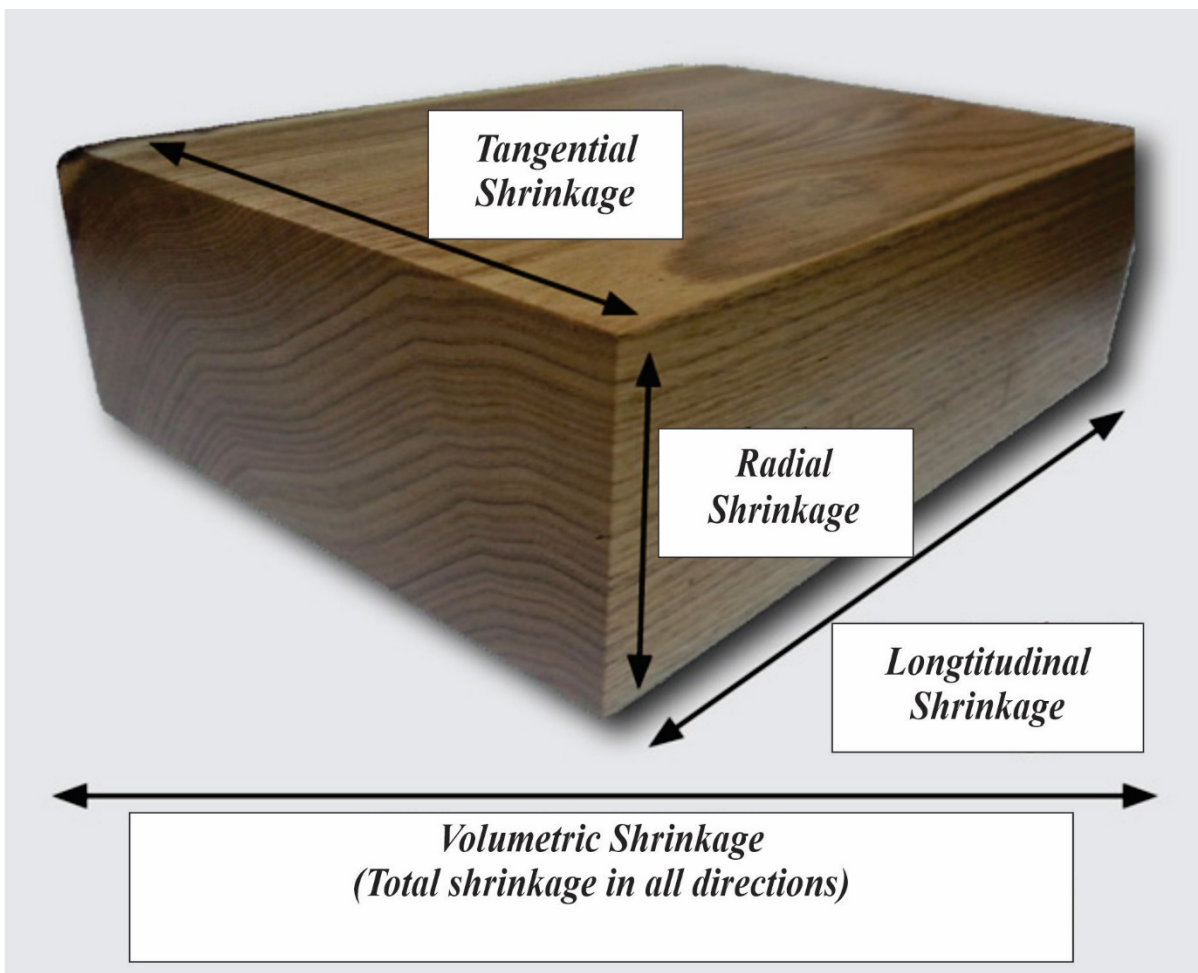 Tangential
Shrinkage
Radial
Shrinkage
Longtitudinal
Shrinkage
Volumetric Shrinkage
(Total shrinkage in all directions)